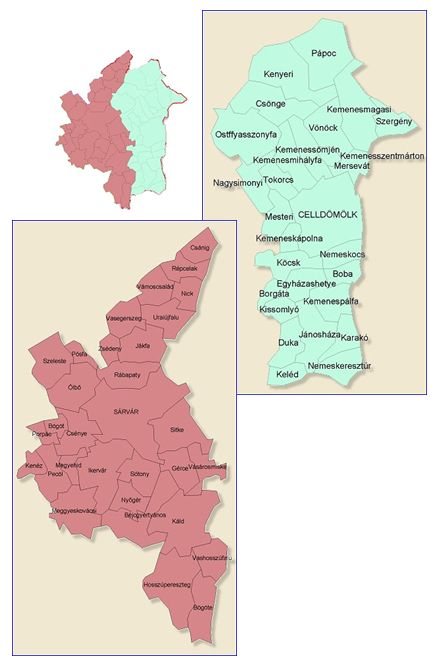 Pápoc
Kenyeri
Csönge
Kemenesmagasi
Szergény
Ostffyasszonyfa
Vönöck
Kemenessömjén
Kemenesmihályfa
Kemenesszentmárton
Mersevát
Nagysimonyi
Tokorcs
Mesteri
CELLDÖMÖLK
Kemeneskápolna
Nemeskocs
Köcsk
Boba
Egyházashetye
Borgáta
Kemenespálfa
Kissomlyó
Jánosháza
Karakó
Duka
Nemeskeresztúr
Keléd
Csánig
Répcelak
Vámoscsalád
Nick
Vasegerszeg
Uraiújfalu
Zsédeny
Jákfa
Pósfa
Szeleste
Rábapaty
Ölbő
SÁRVÁR
Bögöt
Porpác
Csénye
Sitke
Kenéz
Megyehid
Pecöl
Ikervár
Sótony
Gérce
Vásárosmiske
Nyőgér
Meggyeskovácsi
Bejcgyertyános
Káld
Vashosszúfalu
Hosszúpereszteg
Bögöte